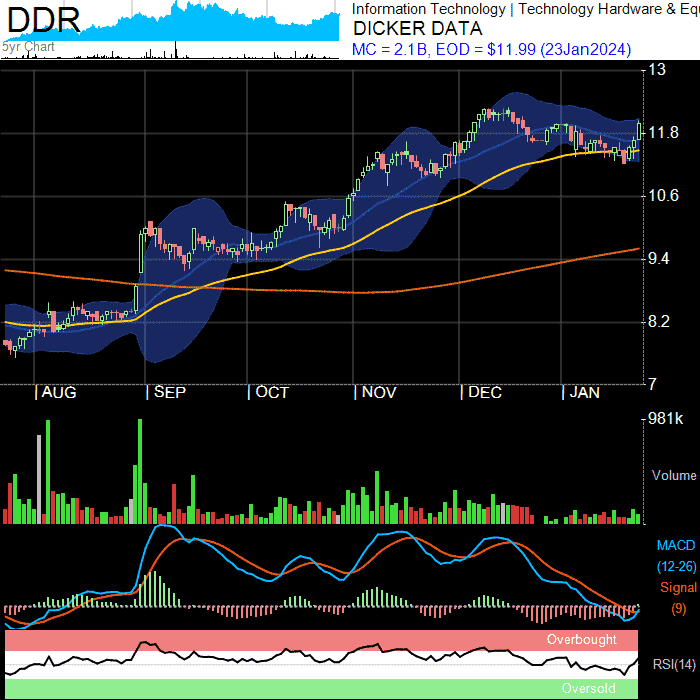 DDR
5yr Chart
Information Technology | Technology Hardware & Equ
DICKER DATA
MC = 2.1B, EOD = $11.99 (23Jan2024)
13
11.8
10.6
9.4
8.2
7
| AUG | SEP | OCT | NOV | DEC | JAN
981k
Volume
MACD
(12-26)
Signal
(9)
Overbought
RSI(14)
Oversold